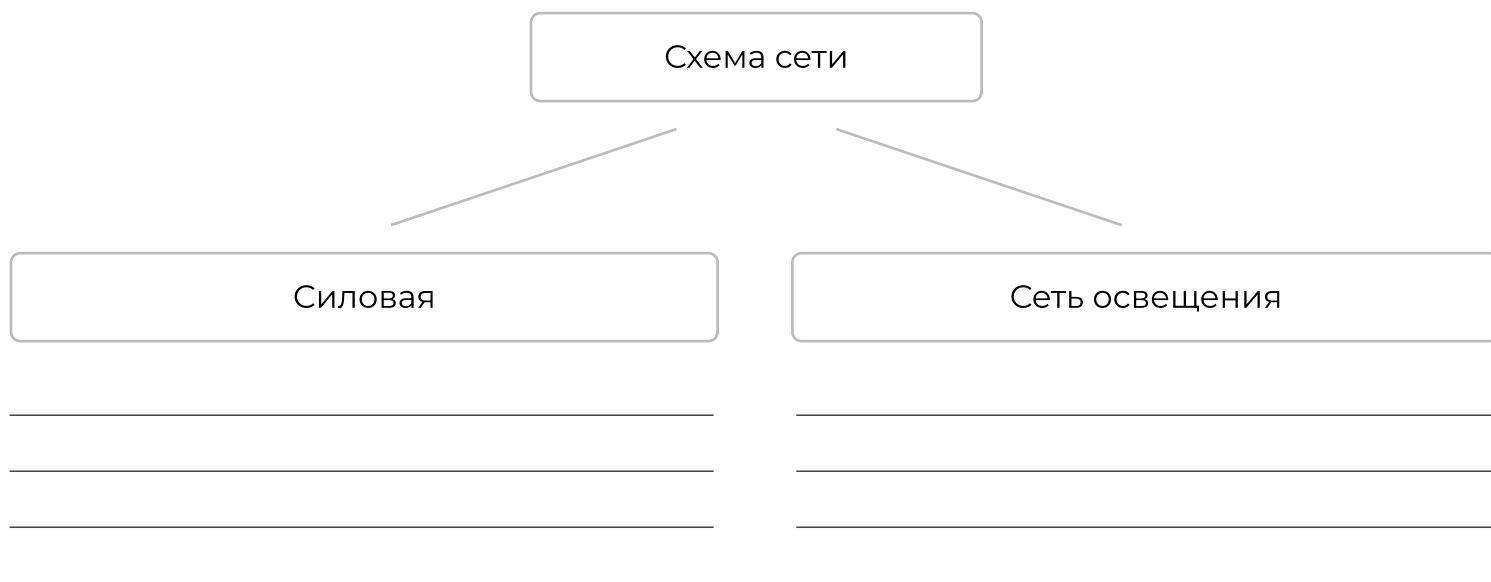 Схема сети
Силовая
Сеть освещения